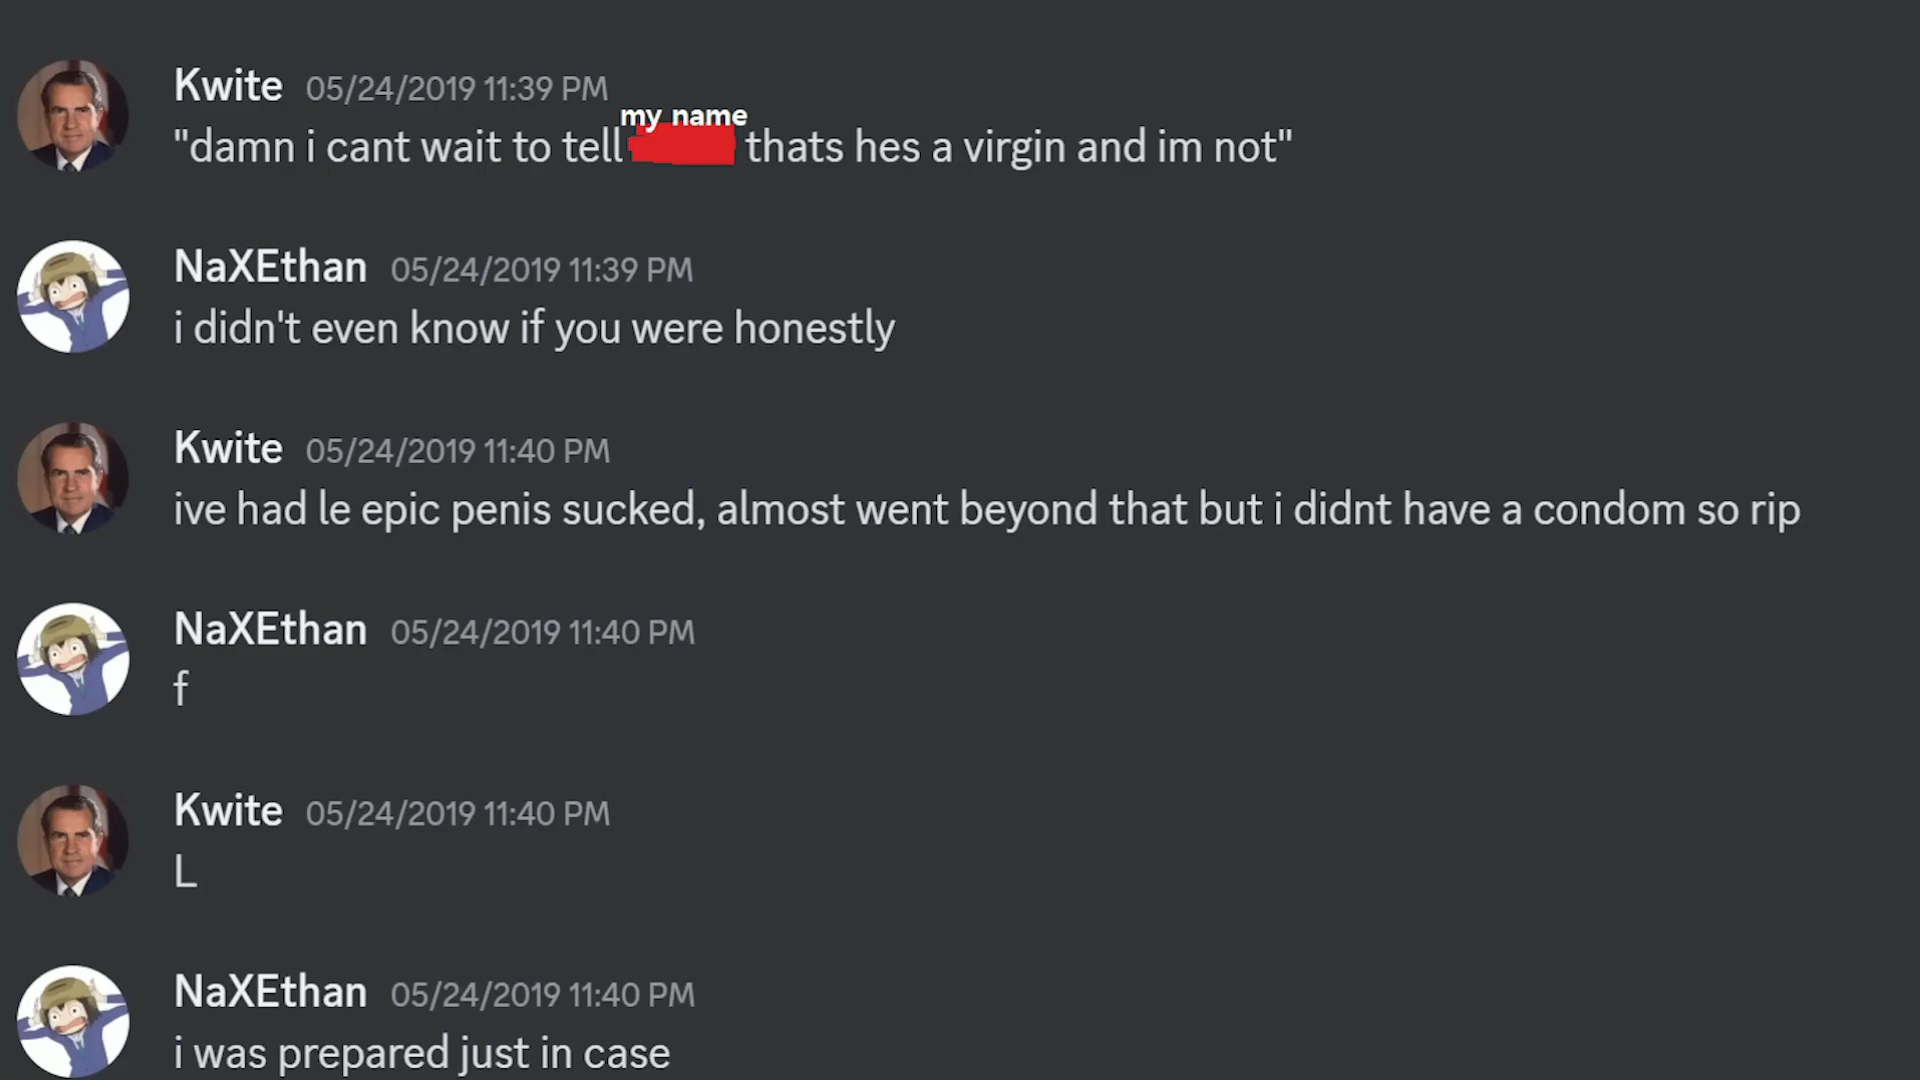 Kwite 05/24/2019 11:39 PM
my name
"damn i cant wait to tell thats hes a virgin and im not"
NaXEthan 05/24/2019 11:39 PM
i didn't even know if you were honestly
Kwite 05/24/2019 11:40 PM
ive had le epic penis sucked, almost went beyond that but i didnt have a condom so rip
NaXEthan 05/24/2019 11:40 PM
f
Kwite 05/24/2019 11:40 PM
L
NaXEthan 05/24/2019 11:40 PM
i was prepared just in case